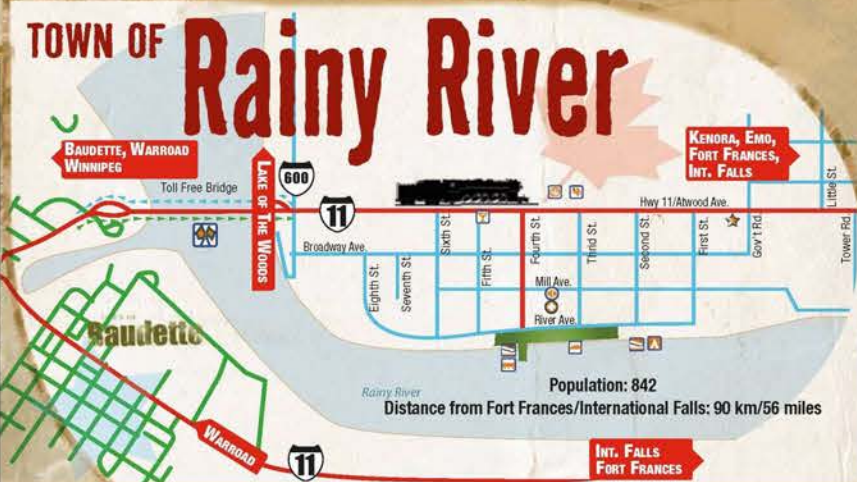 TOWN OF
Rainy River
BAUDETTE, WARROAD
WINNIPEG
LAKE OF THE WOODS
600
KENORA, EMO,
FORT FRANCES,
INT. FALLS
Toll Free Bridge
11
Hwy 11/Atwood Ave.
Little St.
Broadway Ave.
Eighth St.
Seventh St.
Sixth St.
Fifth St.
Fourth St.
Thrid St.
Second St.
First St.
Gov't Rd.
Tower Rd.
Mill Ave.
River Ave.
Baudette
Rainy River
Population: 842
Distance from Fort Frances/International Falls: 90 km/56 miles
WARROAD
11
INT. FALLS
FORT FRANCES